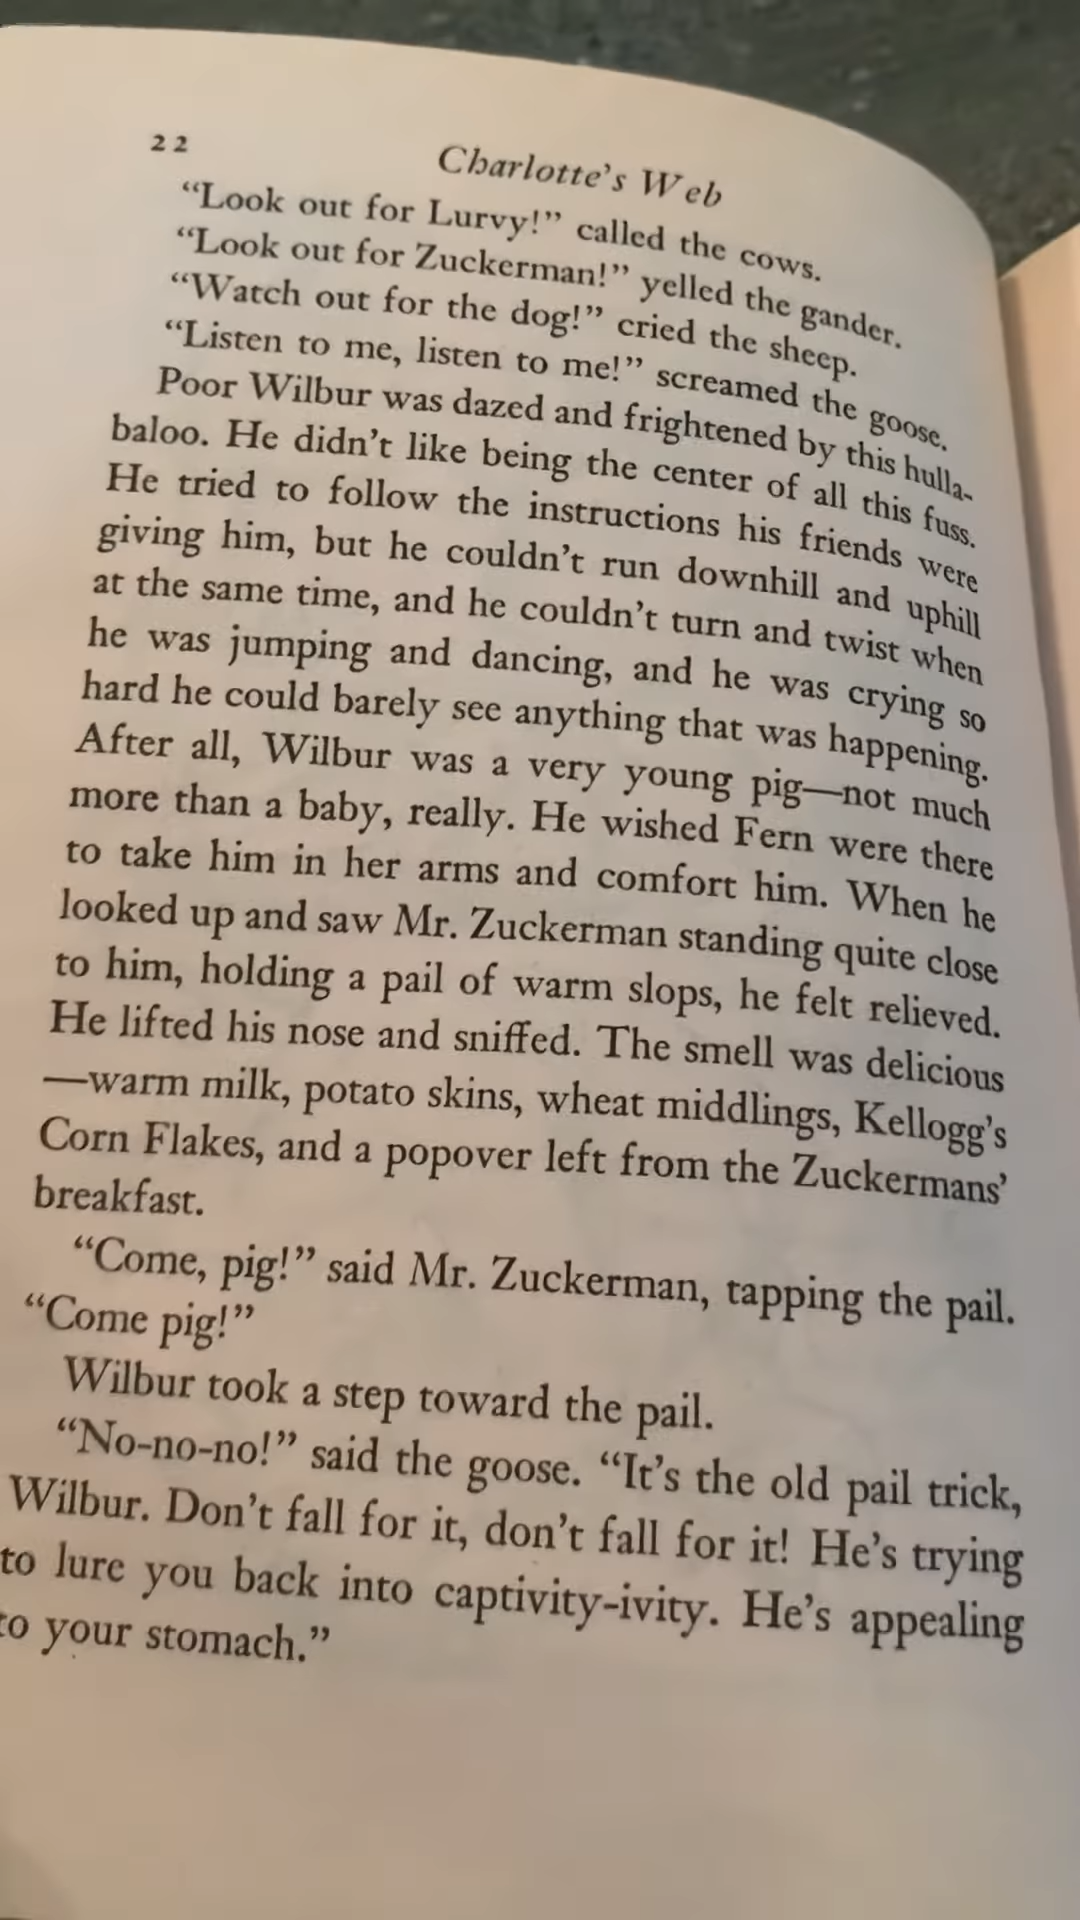 22
Charlotte's Web
“Look out for Lurvy!” called the cows.
“Look out for Zuckerman!” yelled the gander.
“Watch out for the dog!” cried the sheep.
“Listen to me, listen to me!” screamed the goose.
Poor Wilbur was dazed and frightened by this hulla-
baloo. He didn’t like being the center of all this fuss.
He tried to follow the instructions his friends were
giving him, but he couldn’t run downhill and uphill
at the same time, and he couldn’t turn and twist when
he was jumping and dancing, and he was crying so
hard he could barely see anything that was happening.
After all, Wilbur was a very young pig—not much
more than a baby, really. He wished Fern were there
to take him in her arms and comfort him. When he
looked up and saw Mr. Zuckerman standing quite close
to him, holding a pail of warm slops, he felt relieved.
He lifted his nose and sniffed. The smell was delicious
—warm milk, potato skins, wheat middlings, Kellogg’s
Corn Flakes, and a popover left from the Zuckermans’
breakfast.
“Come, pig!” said Mr. Zuckerman, tapping the pail.
“Come pig!”
Wilbur took a step toward the pail.
“No-no-no!” said the goose. “It’s the old pail trick,
Wilbur. Don’t fall for it, don’t fall for it! He’s trying
to lure you back into captivity-ivity. He’s appealing
to your stomach.”